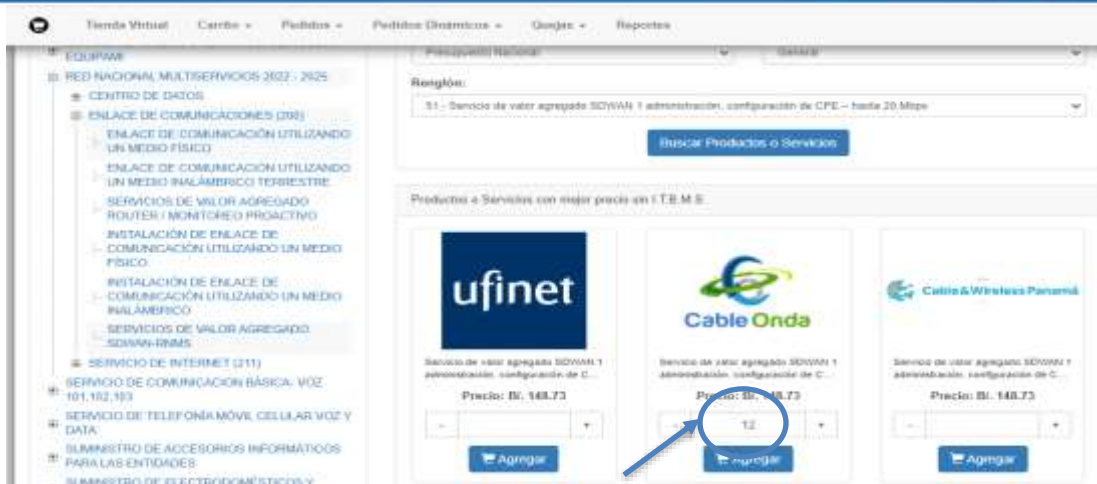 Tienda Virtual Carrito Pedidos Pedidos Dinámicos Quejas Reportes
EQUIPAMI
RED NACIONAL MULTISERVICIOS 2022 - 2025
CENTRO DE DATOS
ENLACE DE COMUNICACIONES (208)
ENLACE DE COMUNICACIÓN UTILIZANDO
UN MEDIO FÍSICO
ENLACE DE COMUNICACIÓN UTILIZANDO
UN MEDIO INALÁMBRICO TERRESTRE
SERVICIOS DE VALOR AGREGADO
ROUTER / MONITOREO PROACTIVO
INSTALACIÓN DE ENLACE DE
COMUNICACIÓN UTILIZANDO UN MEDIO
FÍSICO
INSTALACIÓN DE ENLACE DE
COMUNICACIÓN UTILIZANDO UN MEDIO
INALÁMBRICO
SERVICIOS DE VALOR AGREGADO
SDWAN-RNMS
SERVICIO DE INTERNET (211)
SERVICIO DE COMUNICACIÓN BÁSICA- VOZ
101,102,103
SERVICIO DE TELEFONÍA MÓVIL CELULAR VOZ Y
DATA
SUMINISTRO DE ACCESORIOS INFORMÁTICOS
PARA LAS ENTIDADES
SUMINISTRO DE ELECTRODOMÉSTICOS Y
Presupuesto Nacional General
Renglón:
51 - Servicio de valor agregado SDWAN 1 administración, configuración de CPE – hasta 20 Mbps
Buscar Productos o Servicios
Productos o Servicios con mejor precio sin I.T.B.M.S.
ufinet
Servicio de valor agregado SDWAN 1
administración, configuración de C...
Precio: B/. 148.73
- +
Agregar
Cable Onda
Servicio de valor agregado SDWAN 1
administración, configuración de C...
Precio: B/. 148.73
- 12 +
Agregar
Cable & Wireless Panamá
Servicio de valor agregado SDWAN 1
administración, configuración de C...
Precio: B/. 148.73
- +
Agregar